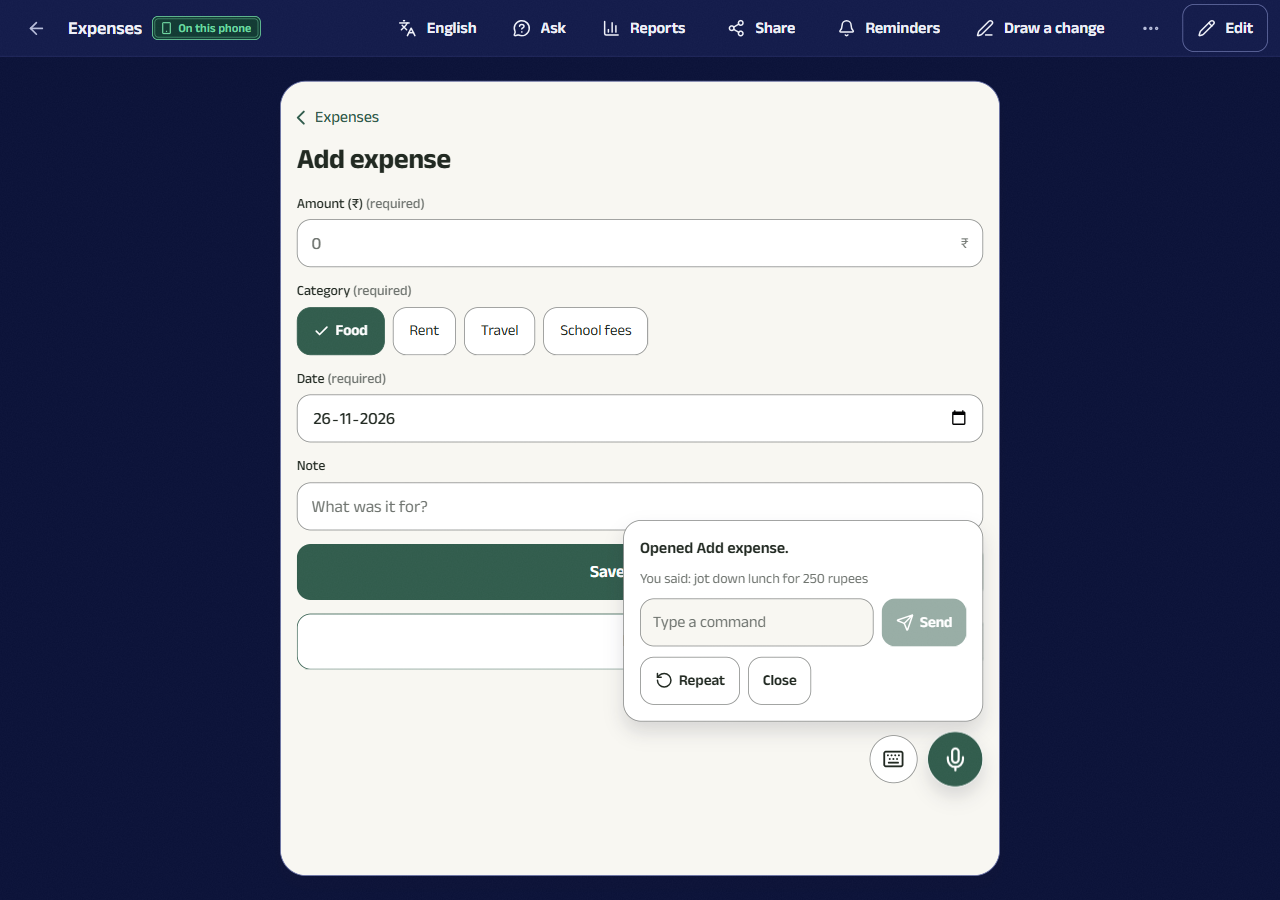 Expenses On this phone English Ask Reports Share Reminders Draw a change Edit
Expenses
Add expense
Amount (₹) (required)
0 ₹
Category (required)
Food Rent Travel School fees
Date (required)
26-11-2026
Note
What was it for?
Opened Add expense.
Save
You said: jot down lunch for 250 rupees
Type a command Send
Repeat Close